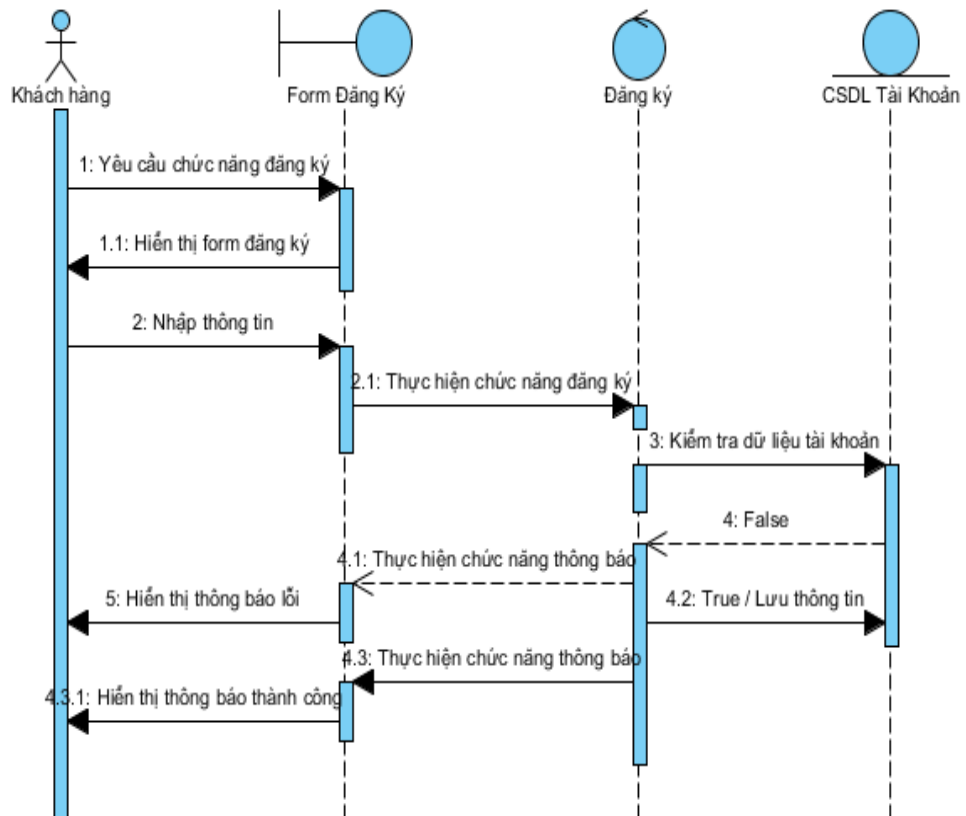 Khách hàng
Form Đăng Ký
Đăng ký
CSDL Tài Khoản
1: Yêu cầu chức năng đăng ký
1.1: Hiển thị form đăng ký
2: Nhập thông tin
2.1: Thực hiện chức năng đăng ký
3: Kiểm tra dữ liệu tài khoản
4: False
4.1: Thực hiện chức năng thông báo
5: Hiển thị thông báo lỗi
4.2: True / Lưu thông tin
4.3: Thực hiện chức năng thông báo
4.3.1: Hiển thị thông báo thành công